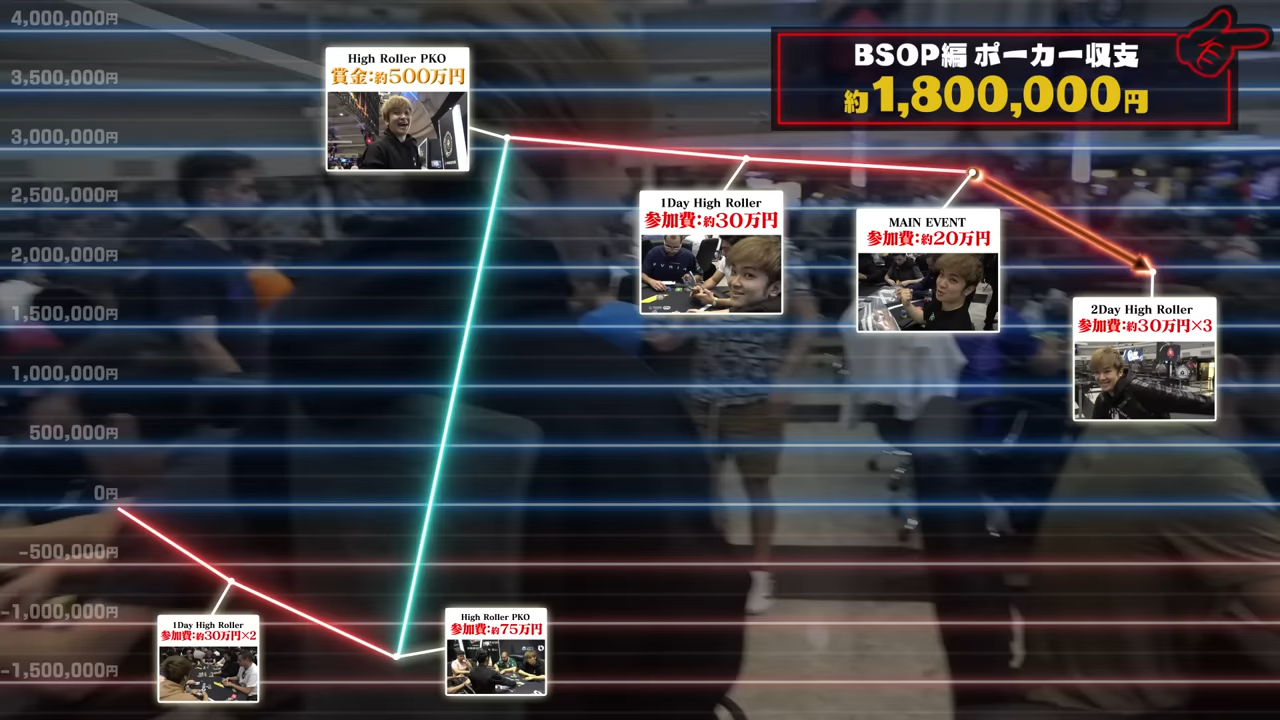 4,000,000円
3,500,000円
3,000,000円
2,500,000円
2,000,000円
1,500,000円
1,000,000円
500,000円
0円
-500,000円
-1,000,000円
-1,500,000円
BSOP編 ポーカー収支
約1,800,000円
High Roller PKO
賞金:約500万円
1Day High Roller
参加費:約30万円
MAIN EVENT
参加費:約20万円
2Day High Roller
参加費:約30万円×3
1Day High Roller
参加費:約30万円×2
High Roller PKO
参加費:約75万円